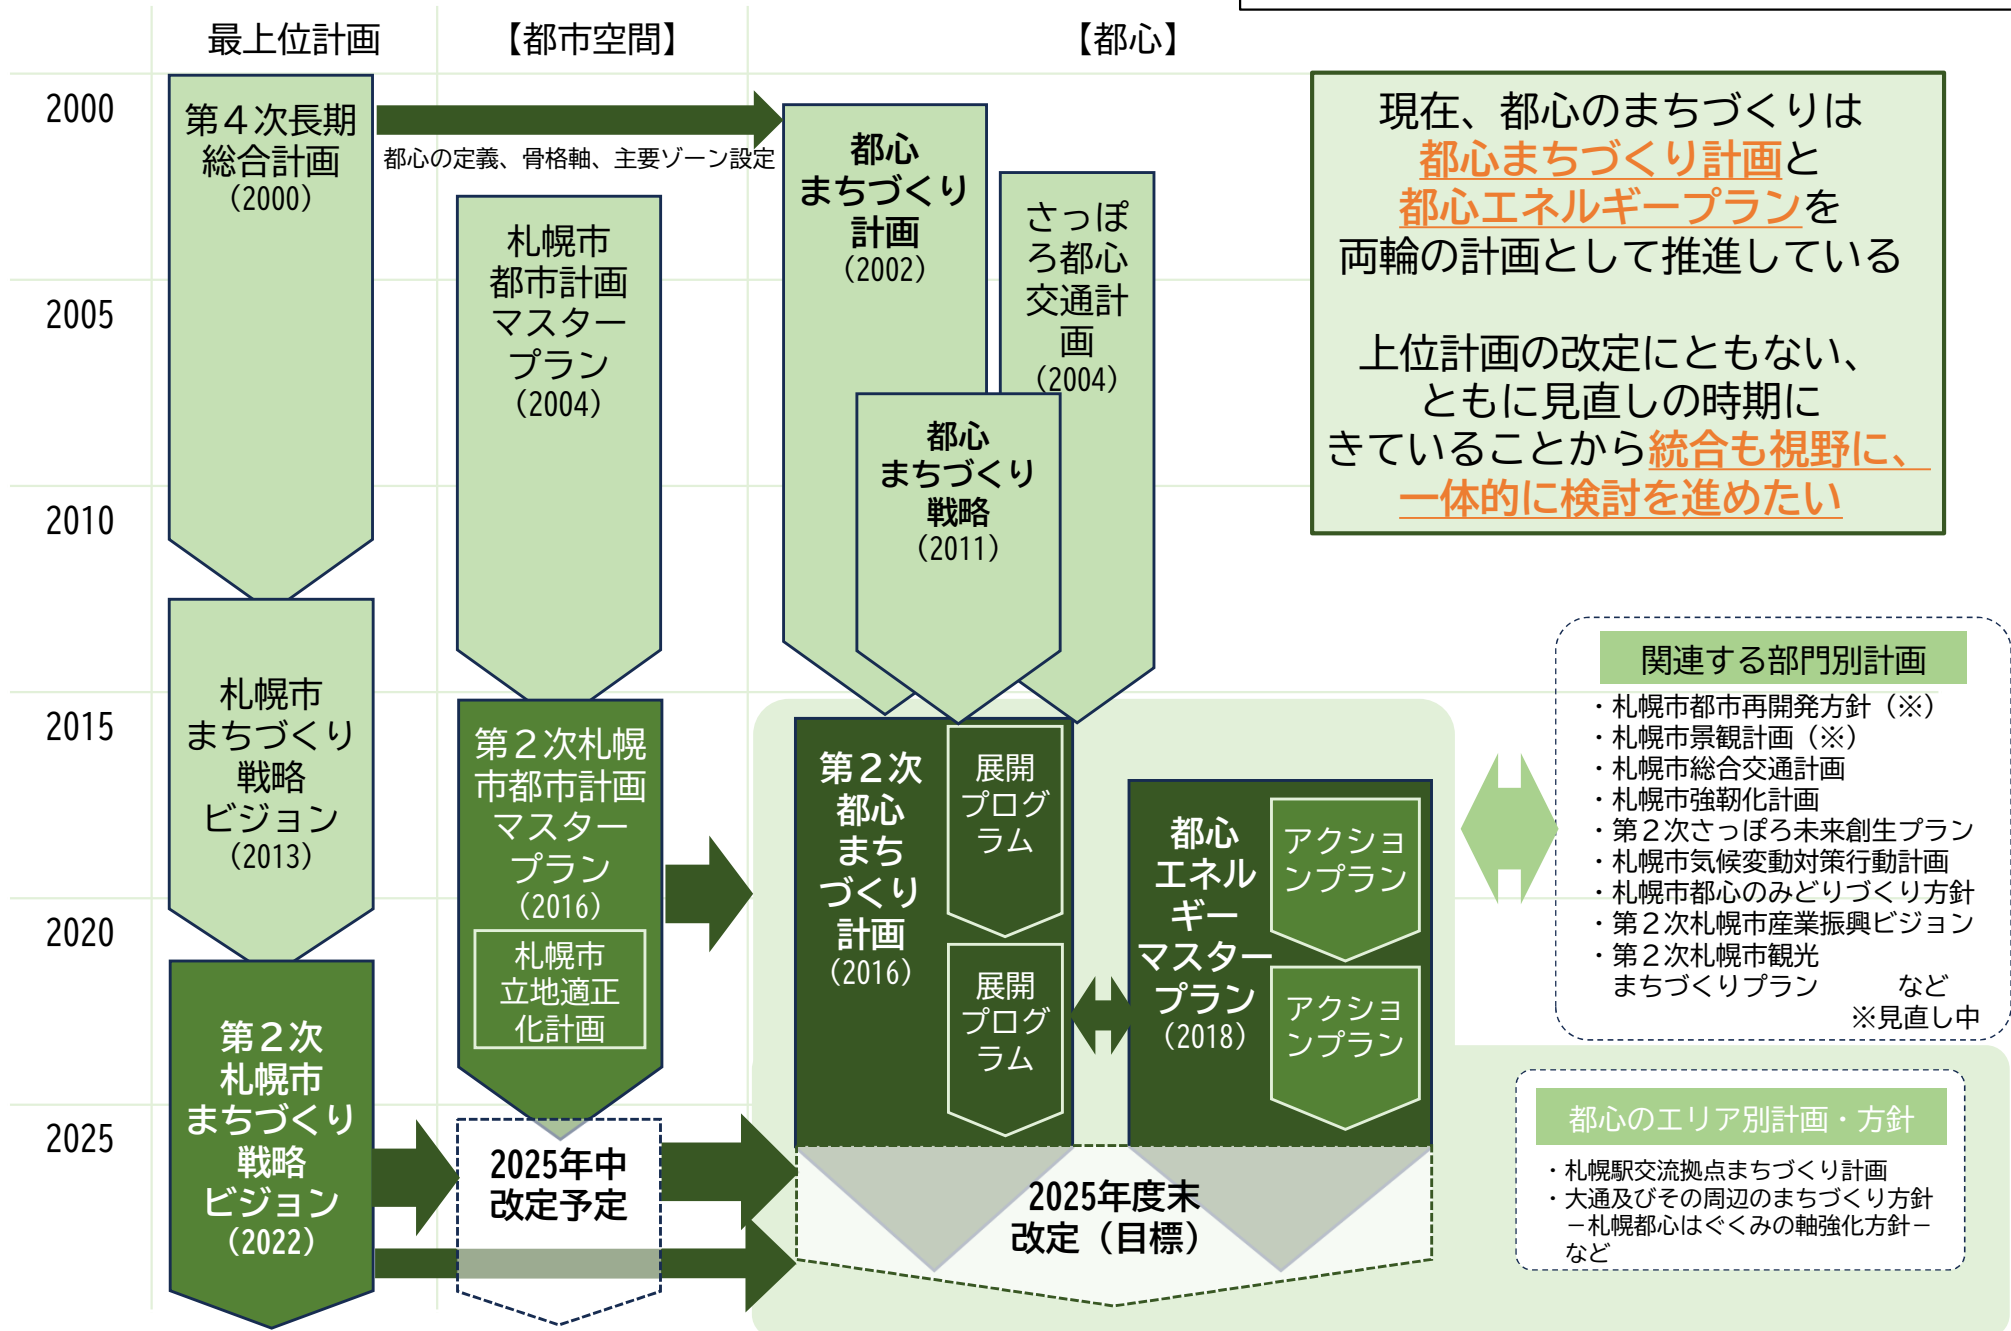 最上位計画
【都市空間】
【都心】
2000
2005
2010
2015
2020
2025
第４次長期
総合計画
(2000)
都心の定義、骨格軸、主要ゾーン設定
札幌市
まちづくり
戦略
ビジョン
(2013)
第２次
札幌市
まちづくり
戦略
ビジョン
(2022)
札幌市
都市計画
マスター
プラン
(2004)
第２次札幌
市都市計画
マスター
プラン
(2016)
札幌市
立地適正
化計画
2025年中
改定予定
都心
まちづくり
計画
(2002)
さっぽ
ろ都心
交通計
画
(2004)
都心
まちづくり
戦略
(2011)
第２次
都心
まち
づくり
計画
(2016)
展開
プログ
ラム
展開
プログ
ラム
都心
エネル
ギー
マスター
プラン
(2018)
アクショ
ンプラン
アクショ
ンプラン
2025年度末
改定（目標）
現在、都心のまちづくりは
都心まちづくり計画と
都心エネルギープランを
両輪の計画として推進している
上位計画の改定にともない、
ともに見直しの時期に
きていることから統合も視野に、
一体的に検討を進めたい
関連する部門別計画
・札幌市都市再開発方針（※）
・札幌市景観計画（※）
・札幌市総合交通計画
・札幌市強靭化計画
・第２次さっぽろ未来創生プラン
・札幌市気候変動対策行動計画
・札幌市都心のみどりづくり方針
・第２次札幌市産業振興ビジョン
・第２次札幌市観光
まちづくりプラン　　など
※見直し中
都心のエリア別計画・方針
・札幌駅交流拠点まちづくり計画
・大通及びその周辺のまちづくり方針
－札幌都心はぐくみの軸強化方針－
など